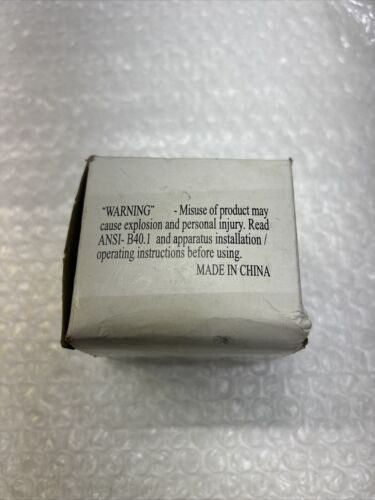 "WARNING" - Misuse of product may
cause explosion and personal injury. Read
ANSI- B40.1 and apparatus installation /
operating instructions before using.
MADE IN CHINA